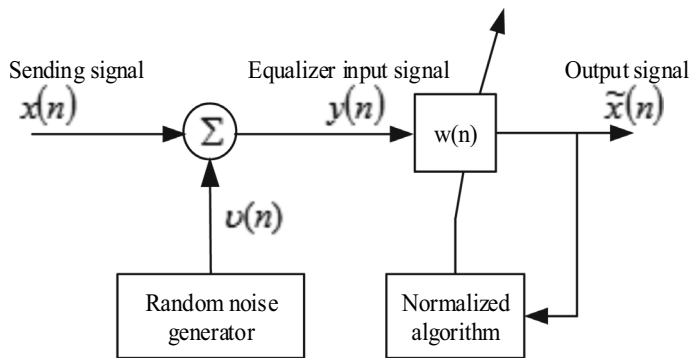 Sending signal
Equalizer input signal
Output signal
x(n)
y(n)
x̃(n)
Σ
w(n)
υ(n)
Random noise
generator
Normalized
algorithm